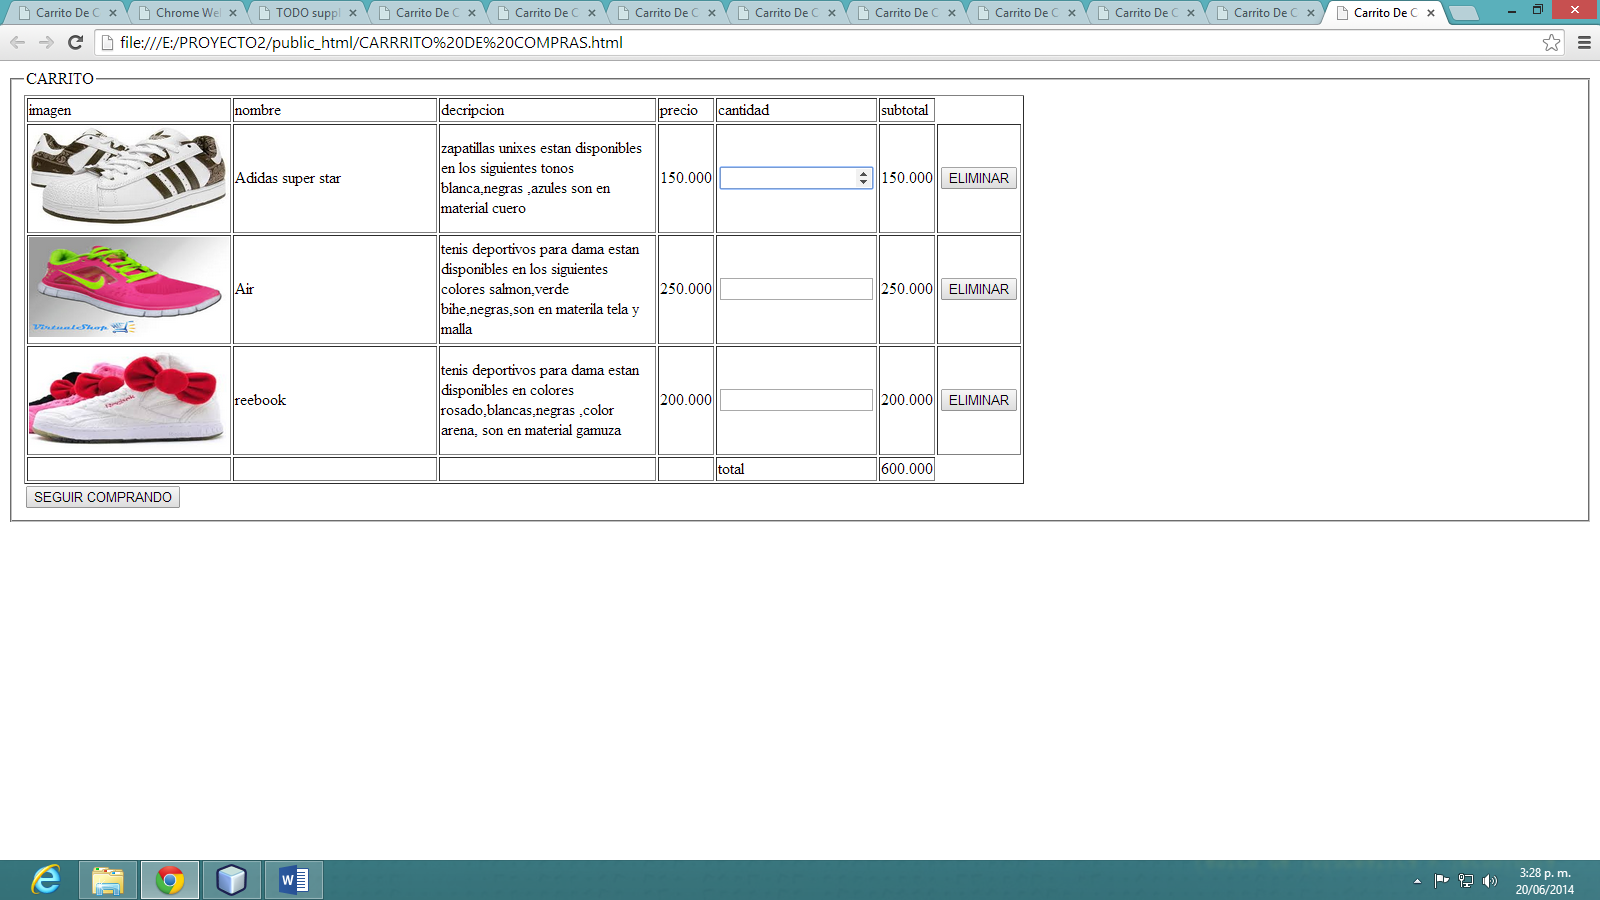 Carrito De C
Chrome We
TODO suppl
Carrito De C
Carrito De C
Carrito De C
Carrito De C
Carrito De C
Carrito De C
Carrito De C
Carrito De C
Carrito De C
file:///E:/PROYECTO2/public_html/CARRRITO%20DE%20COMPRAS.html
CARRITO
imagen nombre decripcion precio cantidad subtotal
Adidas super star
zapatillas unixes estan disponibles
en los siguientes tonos
blanca,negras ,azules son en
material cuero
150.000
150.000
ELIMINAR
VirtualShop
Air
tenis deportivos para dama estan
disponibles en los siguientes
colores salmon,verde
bihe,negras,son en materila tela y
malla
250.000
250.000
ELIMINAR
Reebok
reebook
tenis deportivos para dama estan
disponibles en colores
rosado,blancas,negras ,color
arena, son en material gamuza
200.000
200.000
ELIMINAR
total 600.000
SEGUIR COMPRANDO
3:28 p. m.
20/06/2014